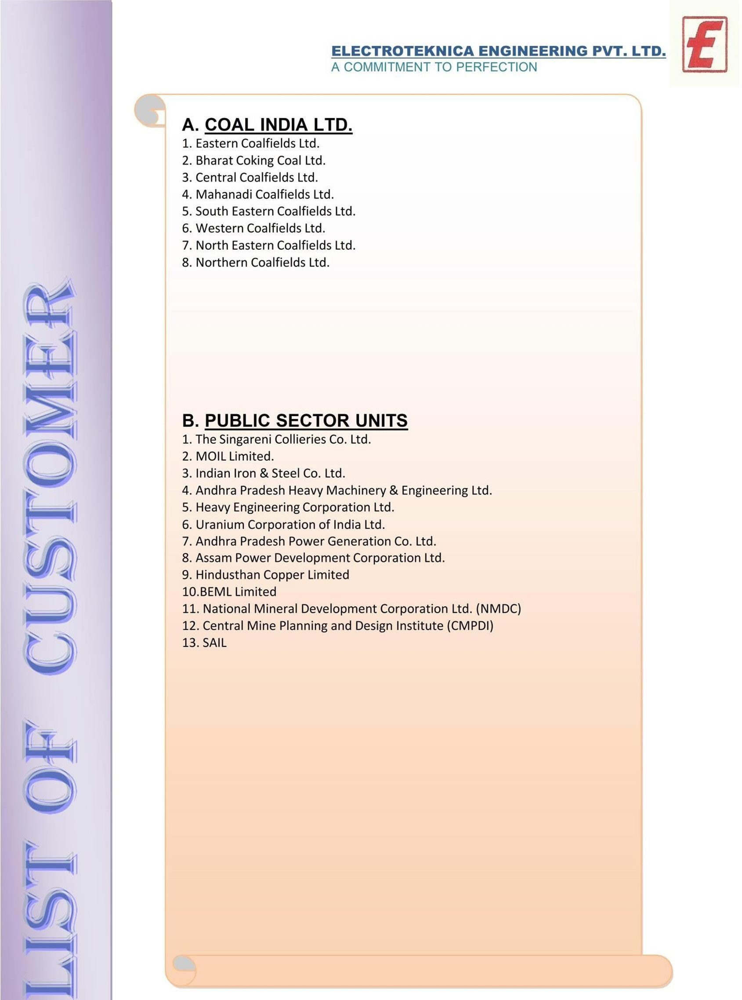 ELECTROTEKNICA ENGINEERING PVT. LTD.
A COMMITMENT TO PERFECTION
LIST OF CUSTOMER
A. COAL INDIA LTD.
1. Eastern Coalfields Ltd.
2. Bharat Coking Coal Ltd.
3. Central Coalfields Ltd.
4. Mahanadi Coalfields Ltd.
5. South Eastern Coalfields Ltd.
6. Western Coalfields Ltd.
7. North Eastern Coalfields Ltd.
8. Northern Coalfields Ltd.
B. PUBLIC SECTOR UNITS
1. The Singareni Collieries Co. Ltd.
2. MOIL Limited.
3. Indian Iron & Steel Co. Ltd.
4. Andhra Pradesh Heavy Machinery & Engineering Ltd.
5. Heavy Engineering Corporation Ltd.
6. Uranium Corporation of India Ltd.
7. Andhra Pradesh Power Generation Co. Ltd.
8. Assam Power Development Corporation Ltd.
9. Hindusthan Copper Limited
10.BEML Limited
11. National Mineral Development Corporation Ltd. (NMDC)
12. Central Mine Planning and Design Institute (CMPDI)
13. SAIL